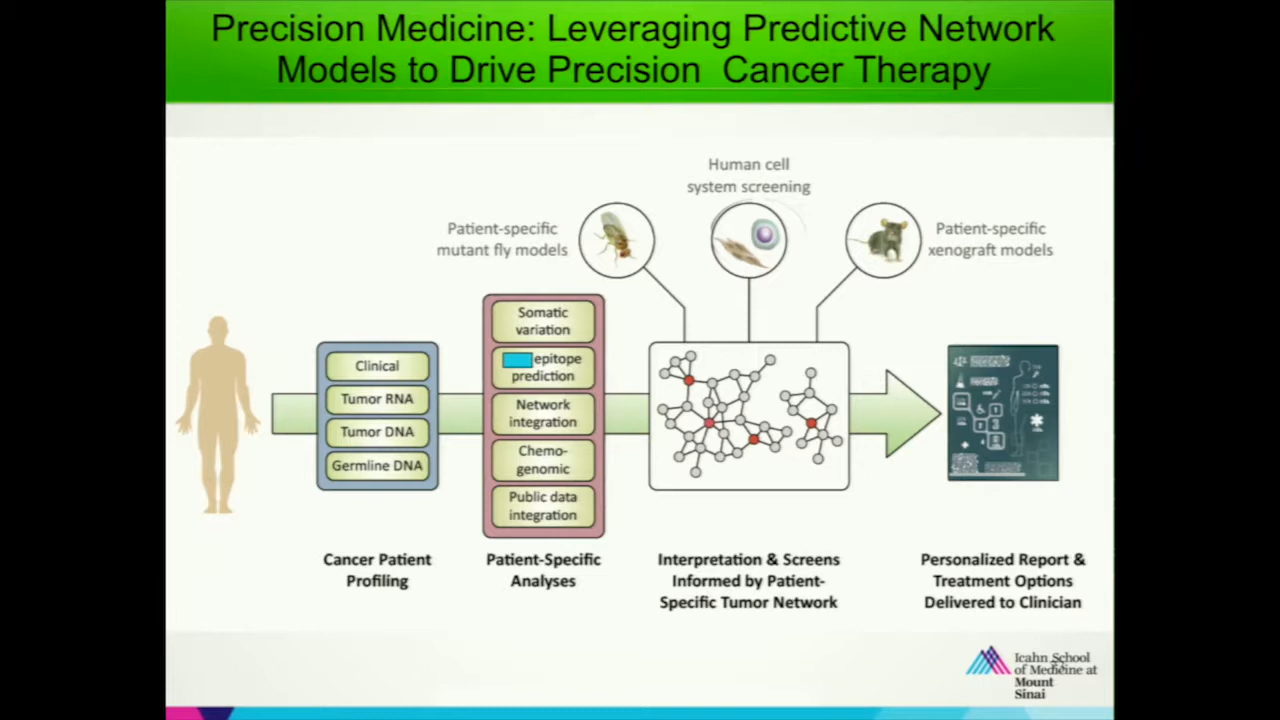 Precision Medicine: Leveraging Predictive Network
Models to Drive Precision Cancer Therapy
Human cell
system screening
Patient-specific
mutant fly models
Patient-specific
xenograft models
Clinical
Tumor RNA
Tumor DNA
Germline DNA
Somatic
variation
epitope
prediction
Network
integration
Chemo-
genomic
Public data
integration
Cancer Patient
Profiling
Patient-Specific
Analyses
Interpretation & Screens
Informed by Patient-
Specific Tumor Network
Personalized Report &
Treatment Options
Delivered to Clinician
Icahn School
of Medicine at
Mount
Sinai